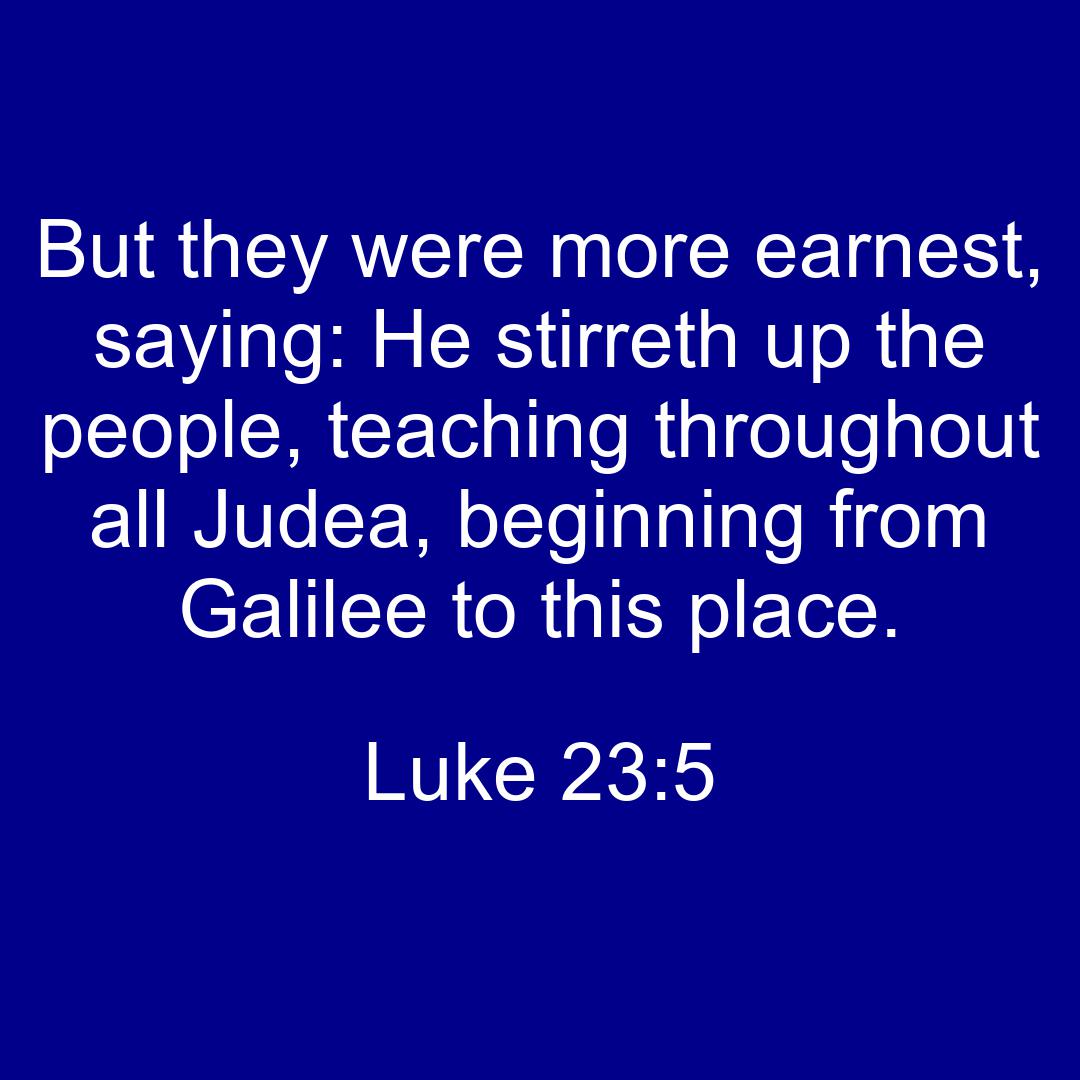 But they were more earnest,
saying: He stirreth up the
people, teaching throughout
all Judea, beginning from
Galilee to this place.
Luke 23:5